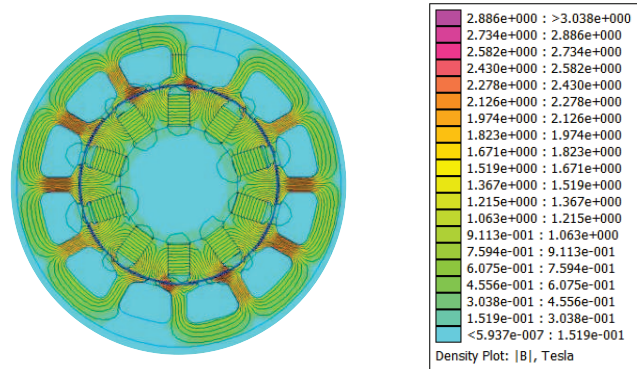 2.886e+000 : >3.038e+000
2.734e+000 : 2.886e+000
2.582e+000 : 2.734e+000
2.430e+000 : 2.582e+000
2.278e+000 : 2.430e+000
2.126e+000 : 2.278e+000
1.974e+000 : 2.126e+000
1.823e+000 : 1.974e+000
1.671e+000 : 1.823e+000
1.519e+000 : 1.671e+000
1.367e+000 : 1.519e+000
1.215e+000 : 1.367e+000
1.063e+000 : 1.215e+000
9.113e-001 : 1.063e+000
7.594e-001 : 9.113e-001
6.075e-001 : 7.594e-001
4.556e-001 : 6.075e-001
3.038e-001 : 4.556e-001
1.519e-001 : 3.038e-001
<5.937e-007 : 1.519e-001
Density Plot: |B|, Tesla